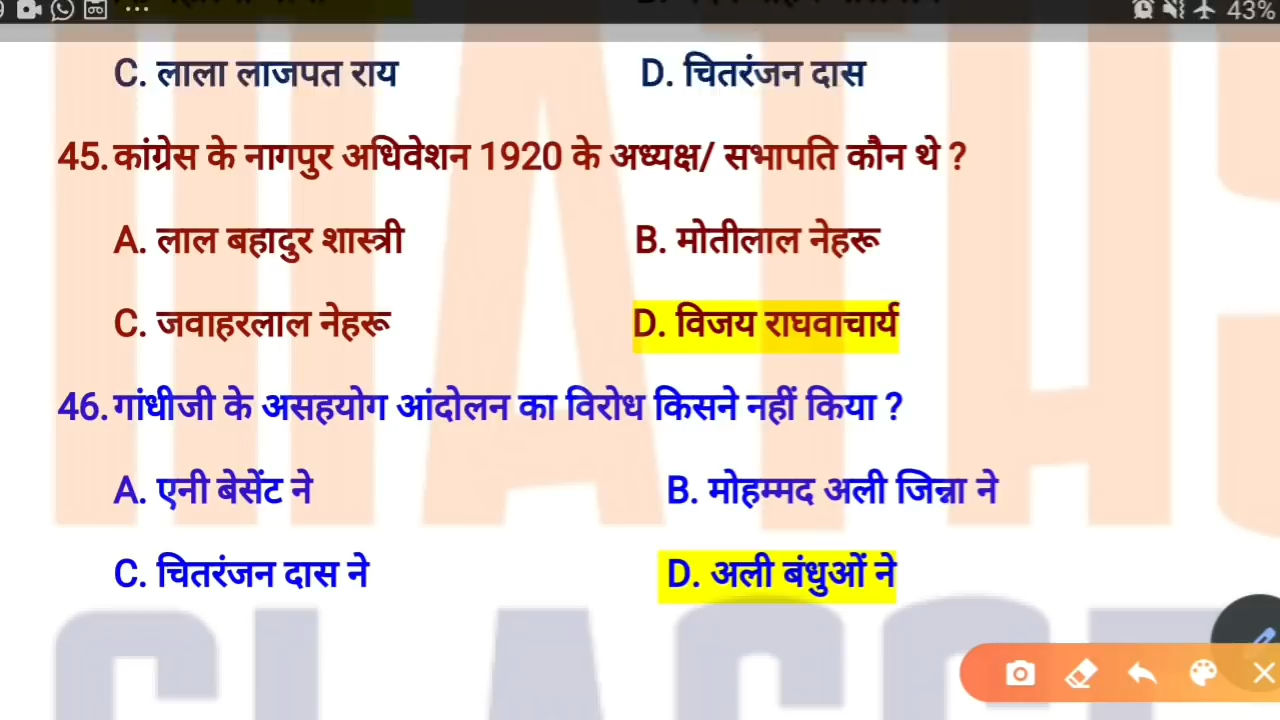 43%
C. लाला लाजपत राय D. चितरंजन दास
45. कांग्रेस के नागपुर अधिवेशन 1920 के अध्यक्ष/ सभापति कौन थे ?
A. लाल बहादुर शास्त्री B. मोतीलाल नेहरू
C. जवाहरलाल नेहरू D. विजय राघवाचार्य
46. गांधीजी के असहयोग आंदोलन का विरोध किसने नहीं किया ?
A. एनी बेसेंट ने B. मोहम्मद अली जिन्ना ने
C. चितरंजन दास ने D. अली बंधुओं ने